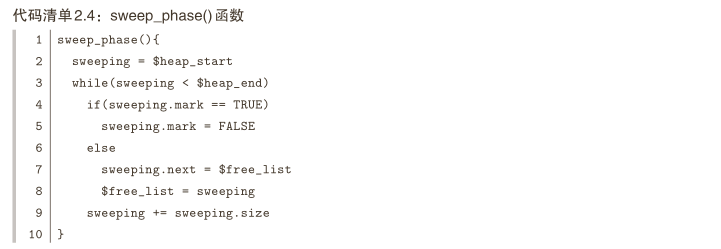 代码清单2.4：sweep_phase()函数
1 sweep_phase(){
2   sweeping = $heap_start
3   while(sweeping < $heap_end)
4     if(sweeping.mark == TRUE)
5       sweeping.mark = FALSE
6     else
7       sweeping.next = $free_list
8       $free_list = sweeping
9     sweeping += sweeping.size
10 }